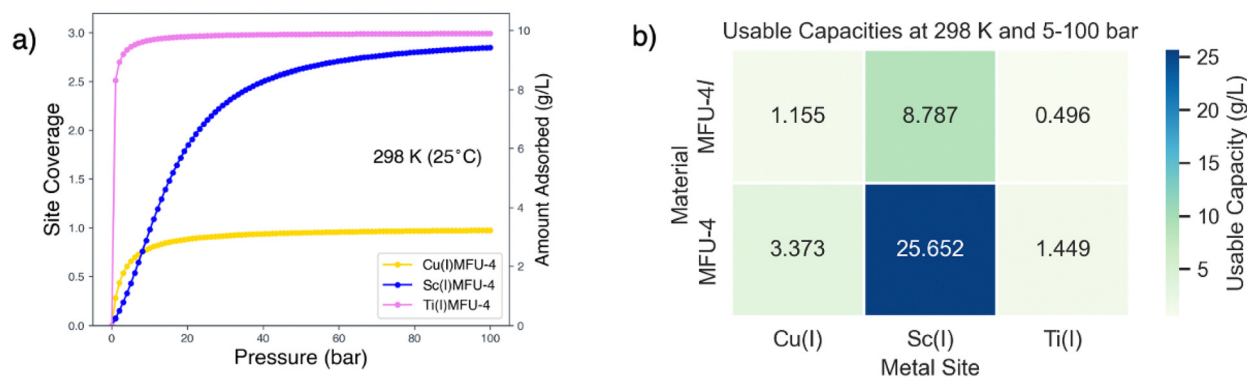 a)
3.0
2.5
2.0
1.5
1.0
0.5
0.0
Site Coverage
10
8
6
4
2
0
Amount Adsorbed (g/L)
298 K (25˚C)
Cu(I)MFU-4
Sc(I)MFU-4
Ti(I)MFU-4
0
20
40
60
80
100
Pressure (bar)
b)
Usable Capacities at 298 K and 5-100 bar
Material
MFU-4l
1.155
8.787
0.496
MFU-4
3.373
25.652
1.449
Cu(I)
Sc(I)
Ti(I)
Metal Site
25
20
15
10
5
Usable Capacity (g/L)